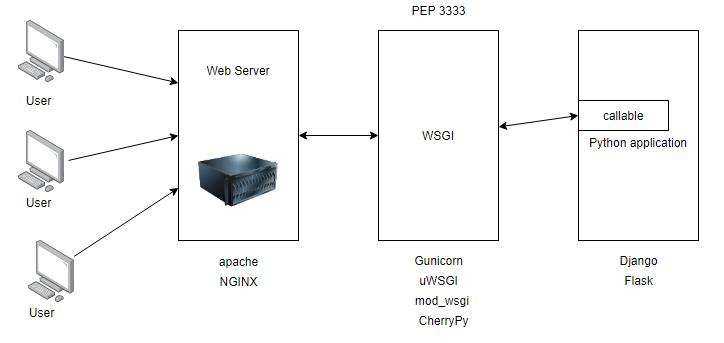 PEP 3333
User
User
User
Web Server
apache
NGINX
WSGI
Gunicorn
uWSGI
mod_wsgi
CherryPy
callable
Python application
Django
Flask